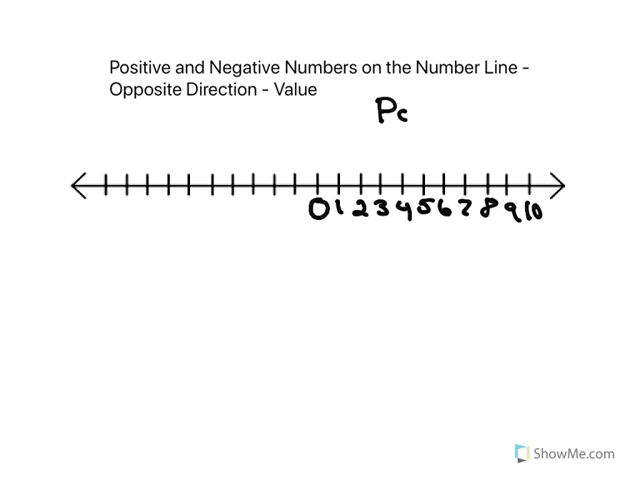 Positive and Negative Numbers on the Number Line -
Opposite Direction - Value
Po
0 1 2 3 4 5 6 7 8 9 10
ShowMe.com